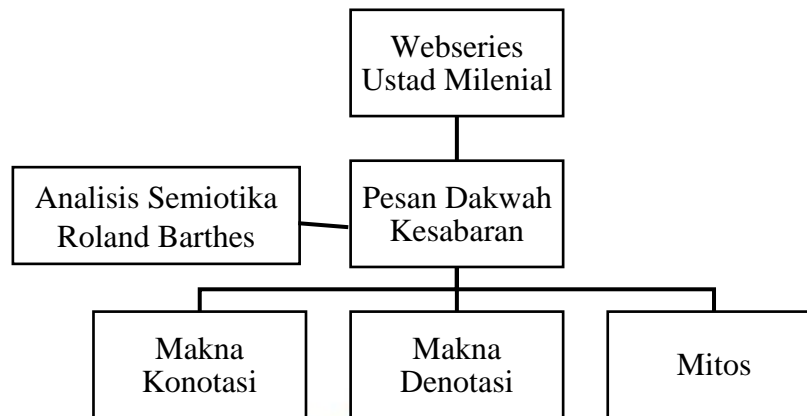 Webseries
Ustad Milenial
Analisis Semiotika
Roland Barthes
Pesan Dakwah
Kesabaran
Makna
Konotasi
Makna
Denotasi
Mitos